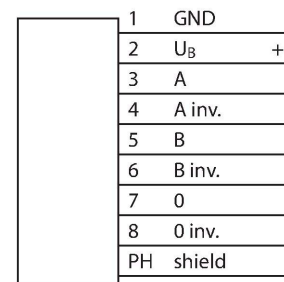 1 GND
2 U_B +
3 A
4 A inv.
5 B
6 B inv.
7 0
8 0 inv.
PH shield